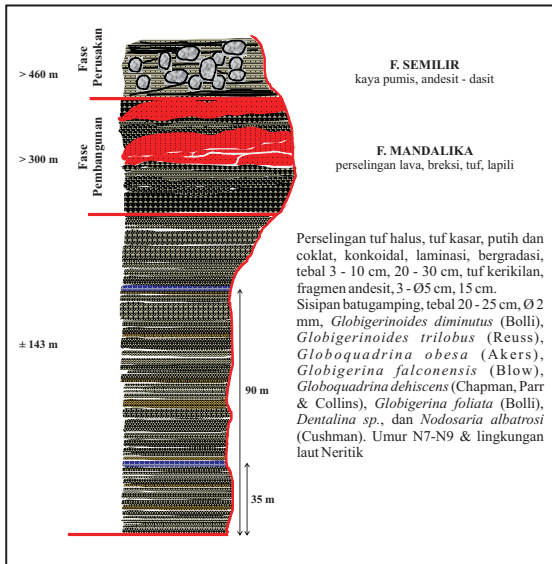 > 460 m
Fase
Perusakan
F. SEMILIR
kaya pumis, andesit - dasit
> 300 m
Fase
Pembangunan
F. MANDALIKA
perselingan lava, breksi, tuf, lapili
± 143 m
Perselingan tuf halus, tuf kasar, putih dan
coklat, konkoidal, laminasi, bergradasi,
tebal 3 - 10 cm, 20 - 30 cm, tuf kerikilan,
fragmen andesit, 3 - Ø5 cm, 15 cm.
Sisipan batugamping, tebal 20 - 25 cm, Ø 2
mm, Globigerinoides diminutus (Bolli),
Globigerinoides trilobus (Reuss),
Globoquadrina obesa (Akers),
Globigerina falconensis (Blow),
Globoquadrina dehiscens (Chapman, Parr
& Collins), Globigerina foliata (Bolli),
Dentalina sp., dan Nodosaria albatrosi
(Cushman). Umur N7-N9 & lingkungan
laut Neritik
90 m
35 m